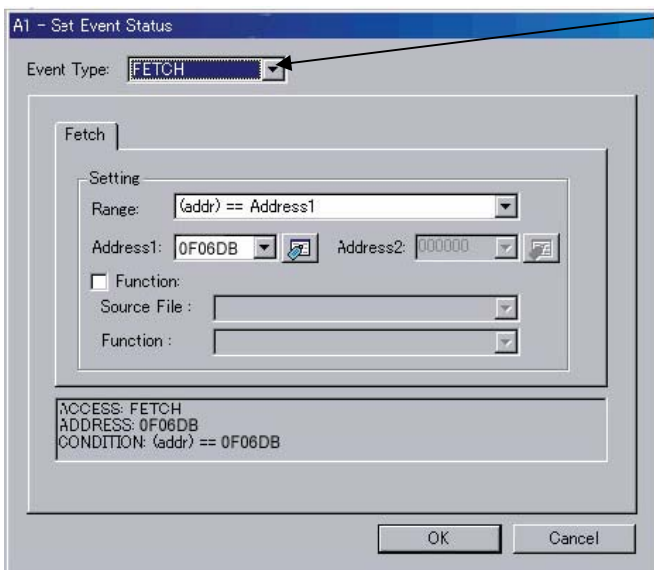 A1 - Set Event Status
Event Type: FETCH
Fetch
Setting
Range: (addr) == Address1
Address1: 0F06DB Address2: 000000
Function:
Source File :
Function :
ACCESS: FETCH
ADDRESS: 0F06DB
CONDITION: (addr) == 0F06DB
OK Cancel